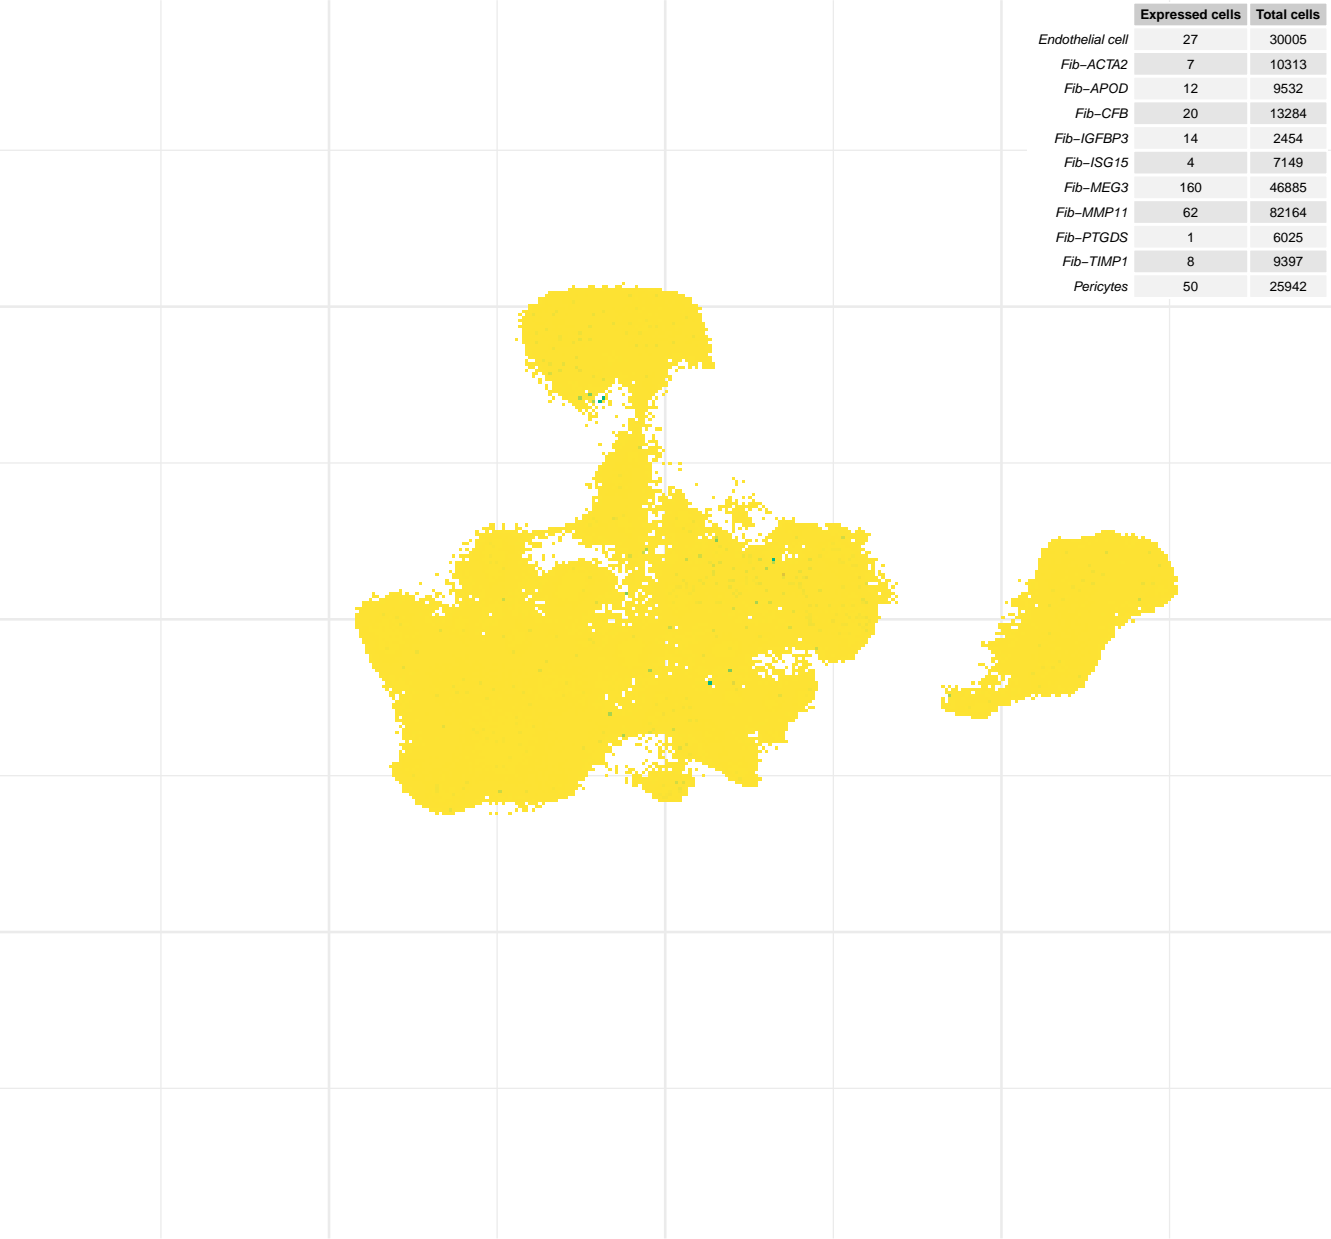 Expressed cells Total cells
Endothelial cell 27 30005
Fib−ACTA2 7 10313
Fib−APOD 12 9532
Fib−CFB 20 13284
Fib−IGFBP3 14 2454
Fib−ISG15 4 7149
Fib−MEG3 160 46885
Fib−MMP11 62 82164
Fib−PTGDS 1 6025
Fib−TIMP1 8 9397
Pericytes 50 25942